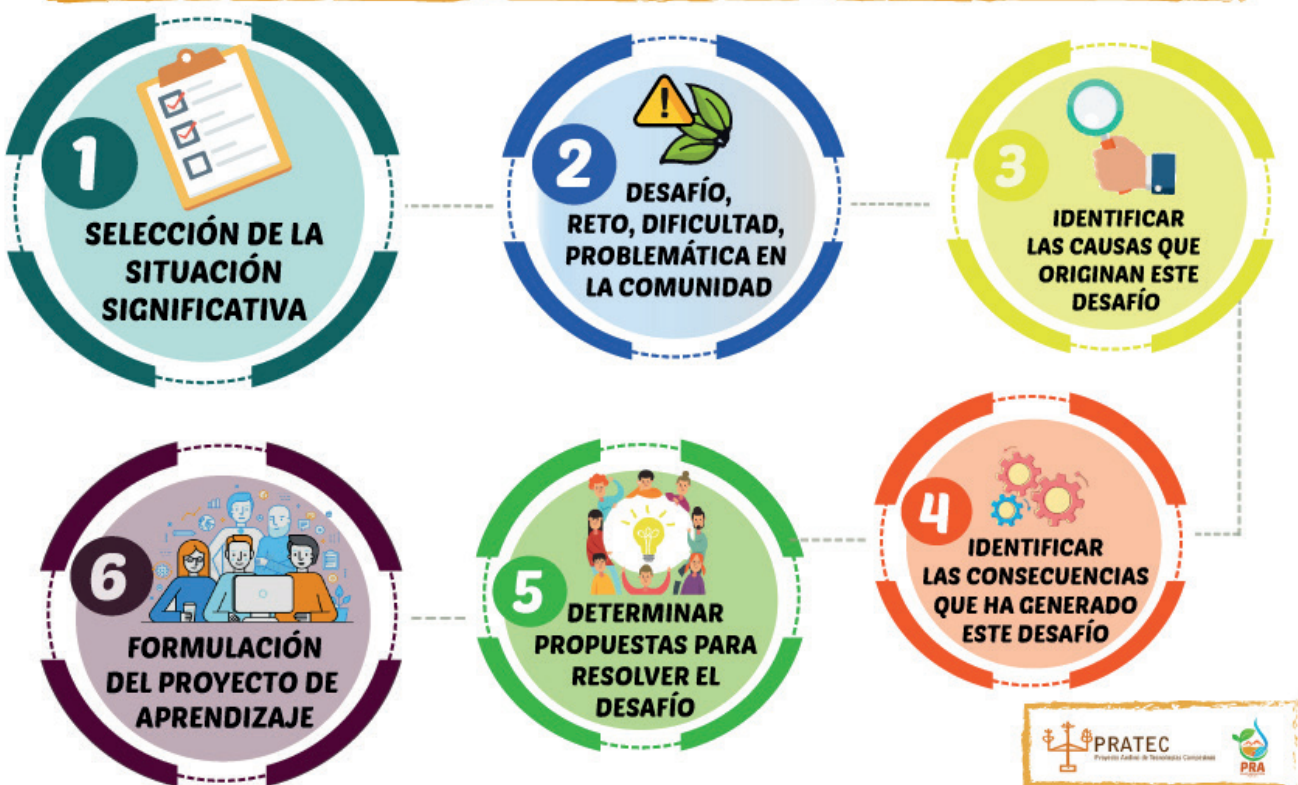 1
SELECCIÓN DE LA
SITUACIÓN
SIGNIFICATIVA
2
DESAFÍO,
RETO, DIFICULTAD,
PROBLEMÁTICA EN
LA COMUNIDAD
3
IDENTIFICAR
LAS CAUSAS QUE
ORIGINAN ESTE
DESAFÍO
4
IDENTIFICAR
LAS CONSECUENCIAS
QUE HA GENERADO
ESTE DESAFÍO
5
DETERMINAR
PROPUESTAS PARA
RESOLVER EL
DESAFÍO
6
FORMULACIÓN
DEL PROYECTO DE
APRENDIZAJE
PRATEC
Proyecto Andino de Tecnologías Campesinas
PRA